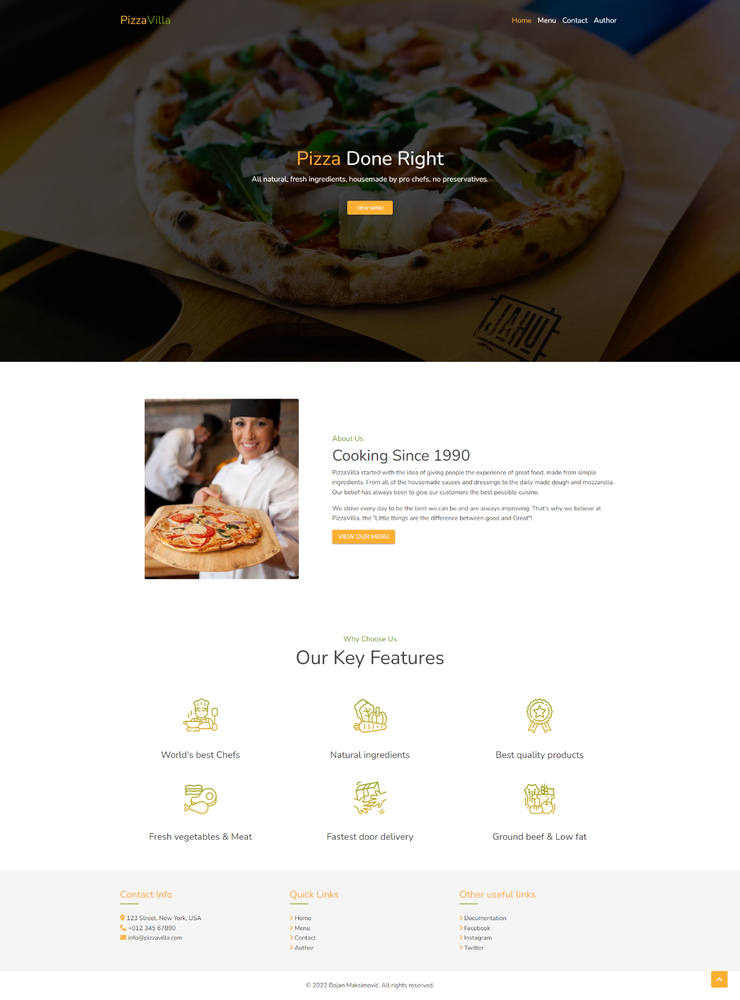 PizzaVilla
Home Menu Contact Author
Pizza Done Right
All natural, fresh ingredients, housemade by pro chefs, no preservatives.
VIEW MENU
JAHU
About Us
Cooking Since 1990
PizzaVilla started with the idea of giving people the experience of great food, made from simple
ingredients. From all of the housemade sauces and dressings to the daily made dough and mozzarella.
Our belief has always been to give our customers the best possible cuisine.
We strive every day to be the best we can be and are always improving. That's why we believe at
PizzaVilla, the "Little things are the difference between good and Great"!
VIEW OUR MENU
Why Choose Us
Our Key Features
World's best Chefs
Natural ingredients
Best quality products
Fresh vegetables & Meat
Fastest door delivery
Ground beef & Low fat
Contact Info
123 Street, New York, USA
+012 345 67890
info@pizzavilla.com
Quick Links
Home
Menu
Contact
Author
Other useful links
Documentation
Facebook
Instagram
Twitter
© 2022 Bojan Maksimović. All rights reserved.